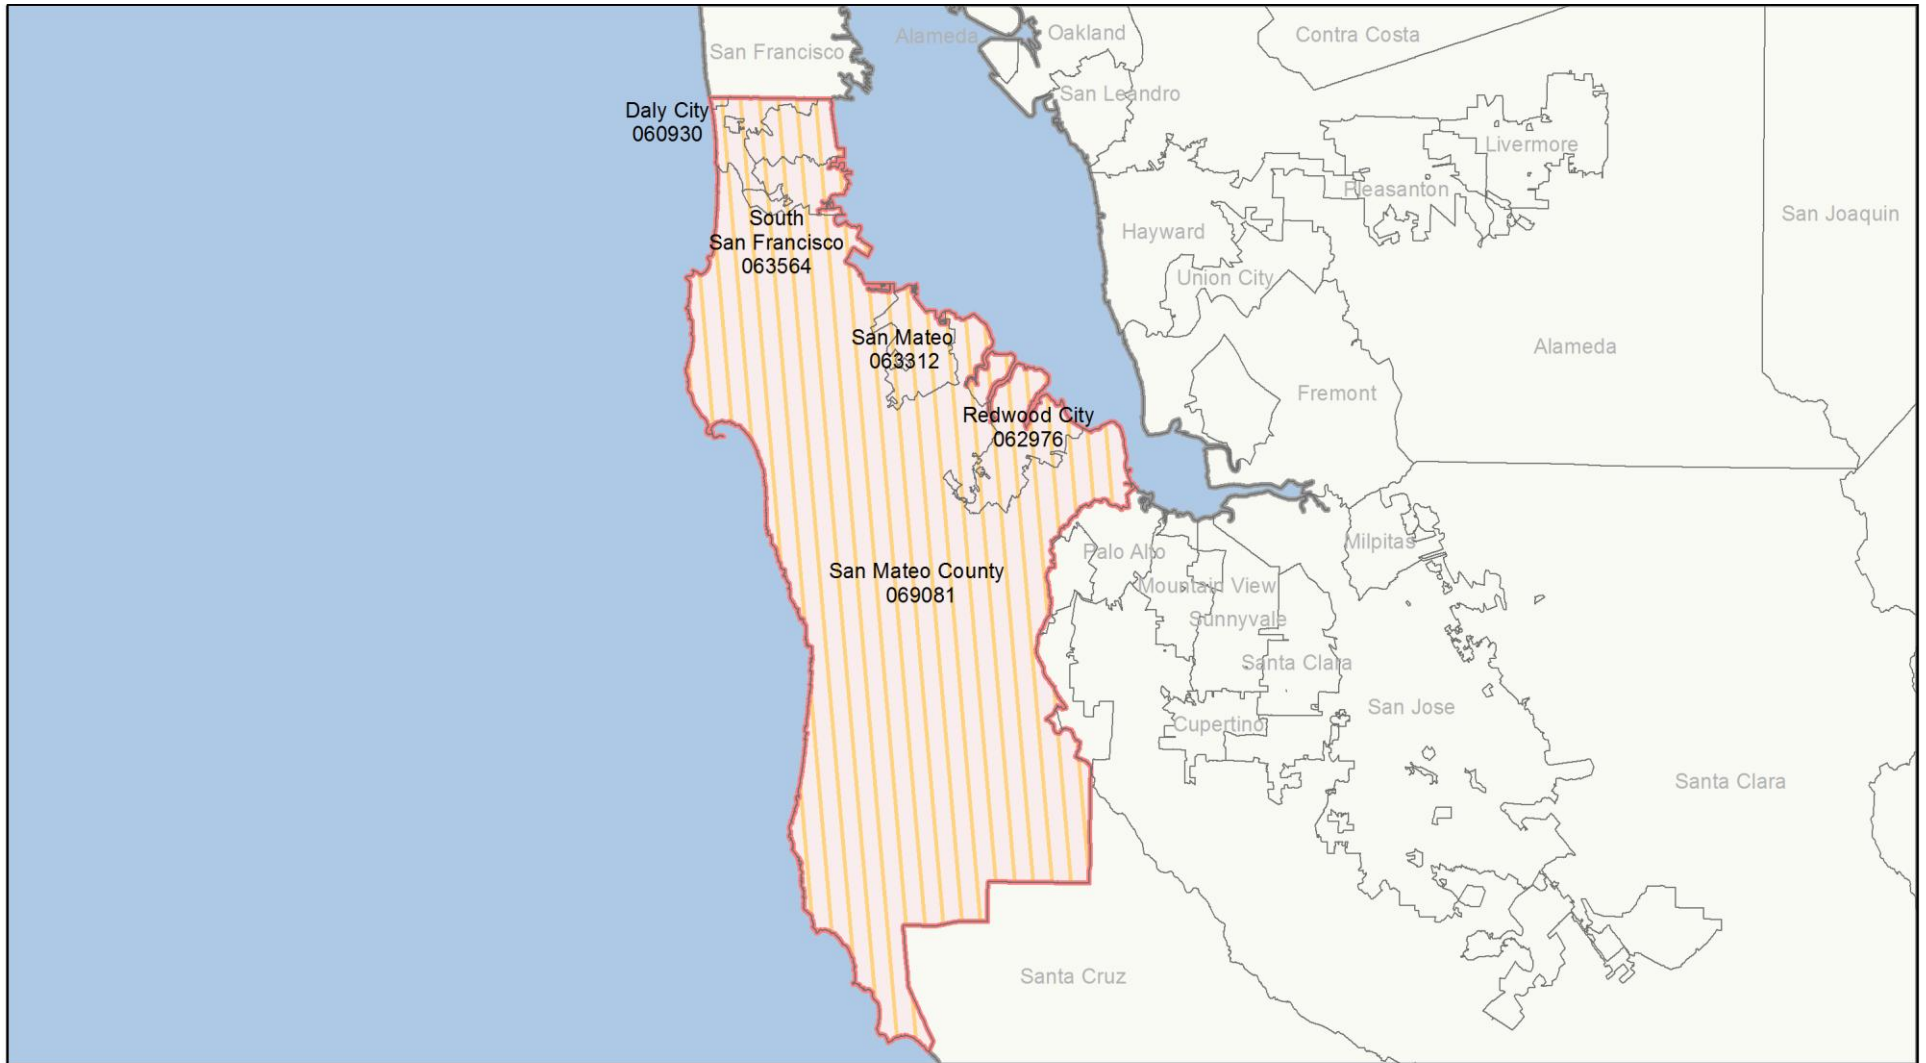 San Francisco
Alameda
Oakland
Contra Costa
San Leandro
Daly City
060930
Livermore
Pleasanton
San Joaquin
South
San Francisco
063564
Hayward
Union City
San Mateo
063312
Alameda
Fremont
Redwood City
062976
Milpitas
Palo Alto
San Mateo County
069081
Mountain View
Sunnyvale
Santa Clara
San Jose
Cupertino
Santa Clara
Santa Cruz